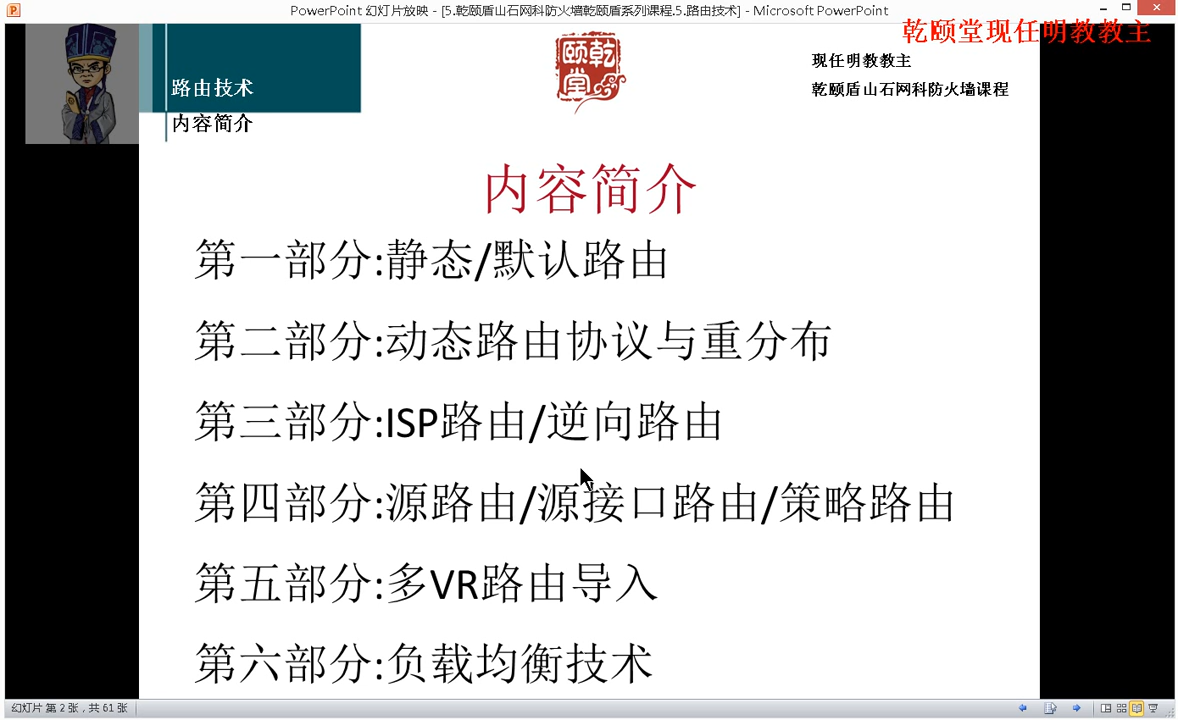 PowerPoint 幻灯片放映 - [5.乾颐盾山石网科防火墙乾颐盾系列课程.5.路由技术] - Microsoft PowerPoint
乾颐堂现任明教教主
路由技术
内容简介
乾颐堂
现任明教教主
乾颐盾山石网科防火墙课程
内容简介
第一部分:静态/默认路由
第二部分:动态路由协议与重分布
第三部分:ISP路由/逆向路由
第四部分:源路由/源接口路由/策略路由
第五部分:多VR路由导入
第六部分:负载均衡技术
幻灯片 第 2 张，共 61 张